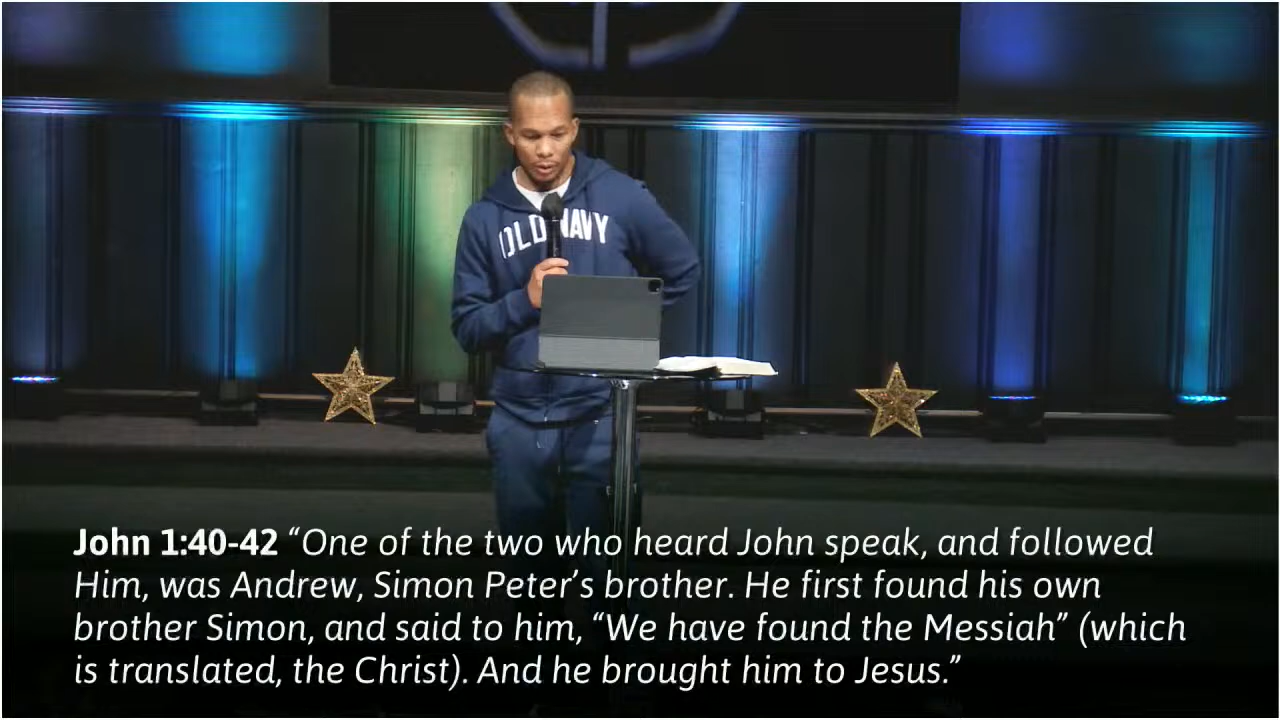 OLD NAVY
John 1:40-42 “One of the two who heard John speak, and followed
Him, was Andrew, Simon Peter’s brother. He first found his own
brother Simon, and said to him, “We have found the Messiah” (which
is translated, the Christ). And he brought him to Jesus.”